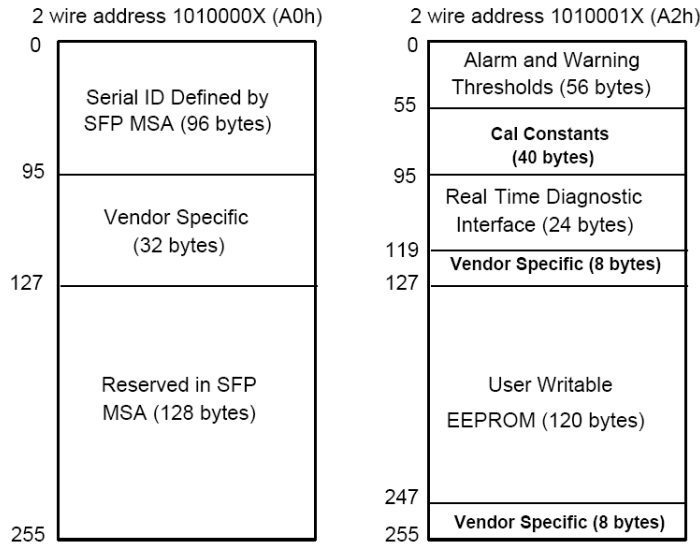 2 wire address 1010000X (A0h)
0
Serial ID Defined by
SFP MSA (96 bytes)
95
Vendor Specific
(32 bytes)
127
Reserved in SFP
MSA (128 bytes)
255
2 wire address 1010001X (A2h)
0
Alarm and Warning
Thresholds (56 bytes)
55
Cal Constants
(40 bytes)
95
Real Time Diagnostic
Interface (24 bytes)
119
Vendor Specific (8 bytes)
127
User Writable
EEPROM (120 bytes)
247
Vendor Specific (8 bytes)
255